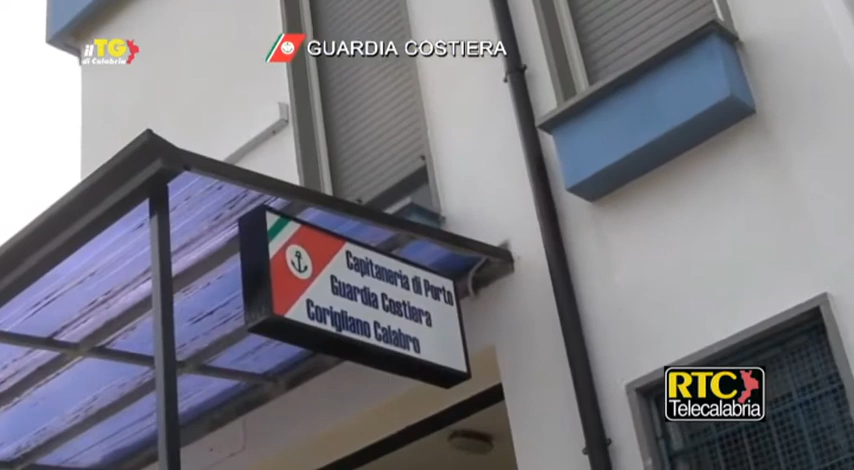 il TG
di Calabria
GUARDIA COSTIERA
Capitaneria di Porto
Guardia Costiera
Corigliano Calabro
RTC
Telecalabria